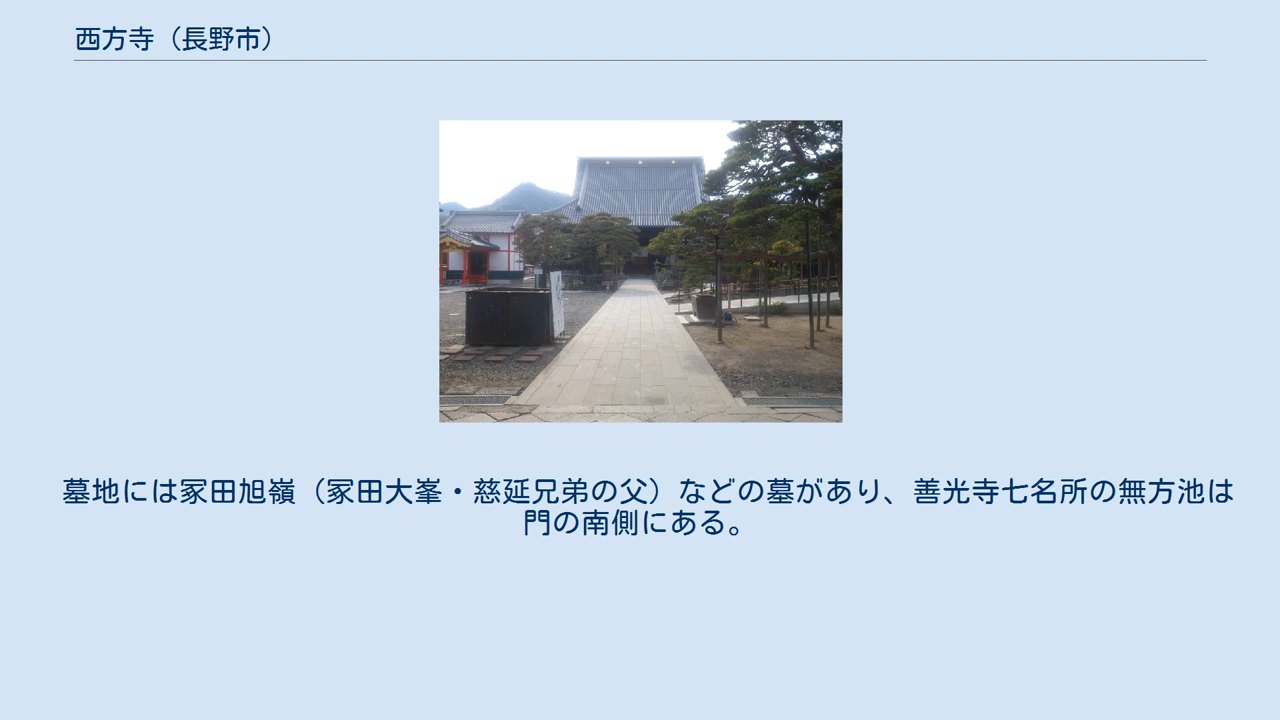 西方寺（長野市）
墓地には冢田旭嶺（冢田大峯・慈延兄弟の父）などの墓があり、善光寺七名所の無方池は
門の南側にある。